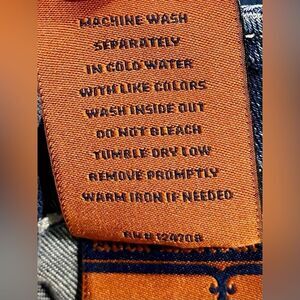 MACHINE WASH
SEPARATELY
IN COLD WATER
WITH LIKE COLORS
WASH INSIDE OUT
DO NOT BLEACH
TUMBLE DRY LOW
REMOVE PROMPTLY
WARM IRON IF NEEDED
RN # 124708